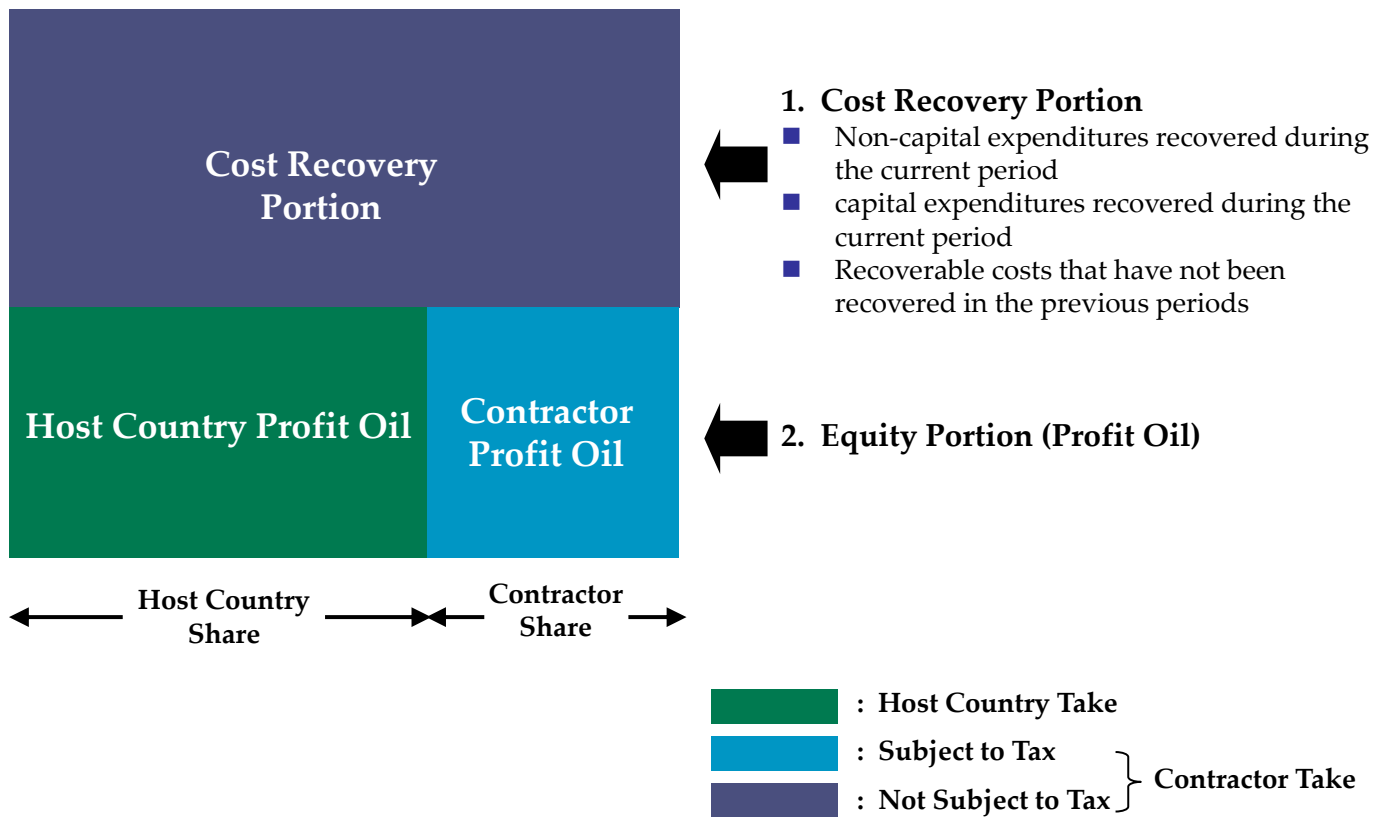 Cost Recovery
Portion
Host Country Profit Oil
Contractor
Profit Oil
Host Country
Share
Contractor
Share
1. Cost Recovery Portion
Non-capital expenditures recovered during
the current period
capital expenditures recovered during the
current period
Recoverable costs that have not been
recovered in the previous periods
2. Equity Portion (Profit Oil)
: Host Country Take
: Subject to Tax
: Not Subject to Tax
Contractor Take